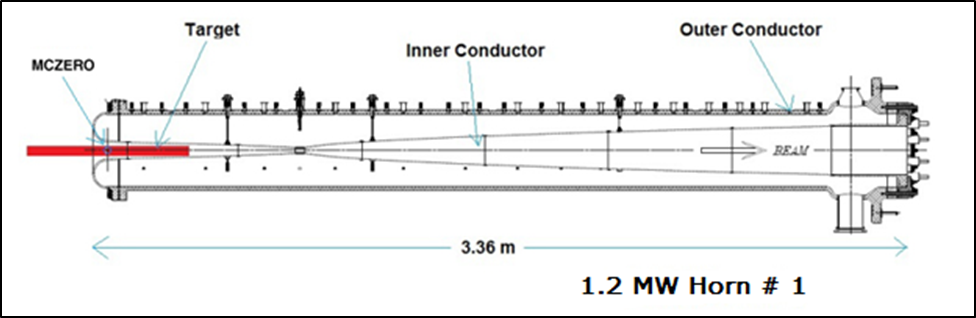 Target
Outer Conductor
Inner Conductor
MCZERO
BEAM
3.36 m
1.2 MW Horn # 1